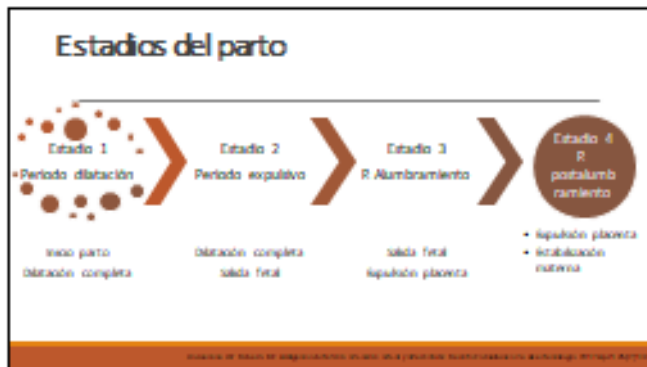 Estadios del parto
Estadio 1
Periodo dilatación
Estadio 2
Periodo expulsivo
Estadio 3
P. Alumbramiento
Estadio 4
P.
postalumb
ramiento
Inicio parto
Dilatación completa
Dilatación completa
Salida fetal
Salida fetal
Expulsión placenta
• Expulsión placenta
• Estabilización
materna